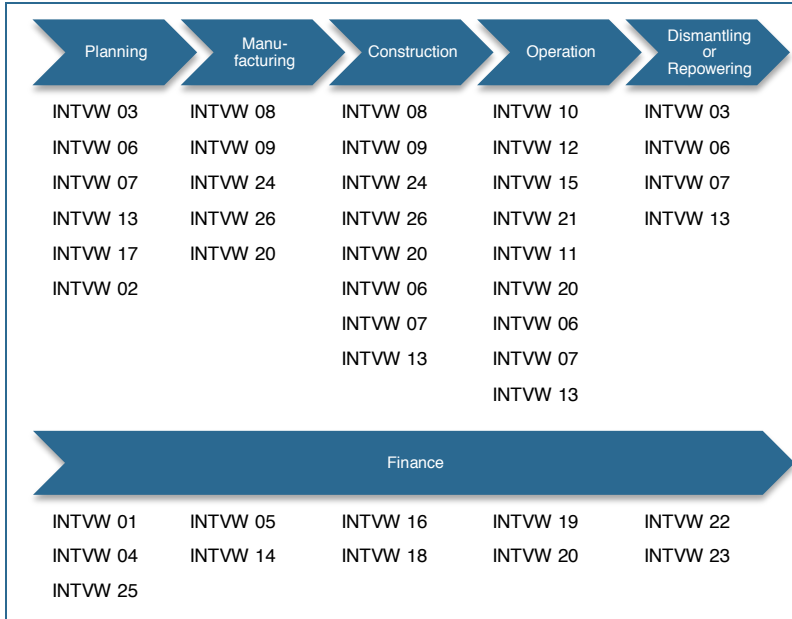 Planning
Manu-
facturing
Construction
Operation
Dismantling
or
Repowering
INTVW 03 INTVW 08 INTVW 08 INTVW 10 INTVW 03
INTVW 06 INTVW 09 INTVW 09 INTVW 12 INTVW 06
INTVW 07 INTVW 24 INTVW 24 INTVW 15 INTVW 07
INTVW 13 INTVW 26 INTVW 26 INTVW 21 INTVW 13
INTVW 17 INTVW 20 INTVW 20 INTVW 11
INTVW 02 INTVW 06 INTVW 20
INTVW 07 INTVW 06
INTVW 13 INTVW 07
INTVW 13
Finance
INTVW 01 INTVW 05 INTVW 16 INTVW 19 INTVW 22
INTVW 04 INTVW 14 INTVW 18 INTVW 20 INTVW 23
INTVW 25